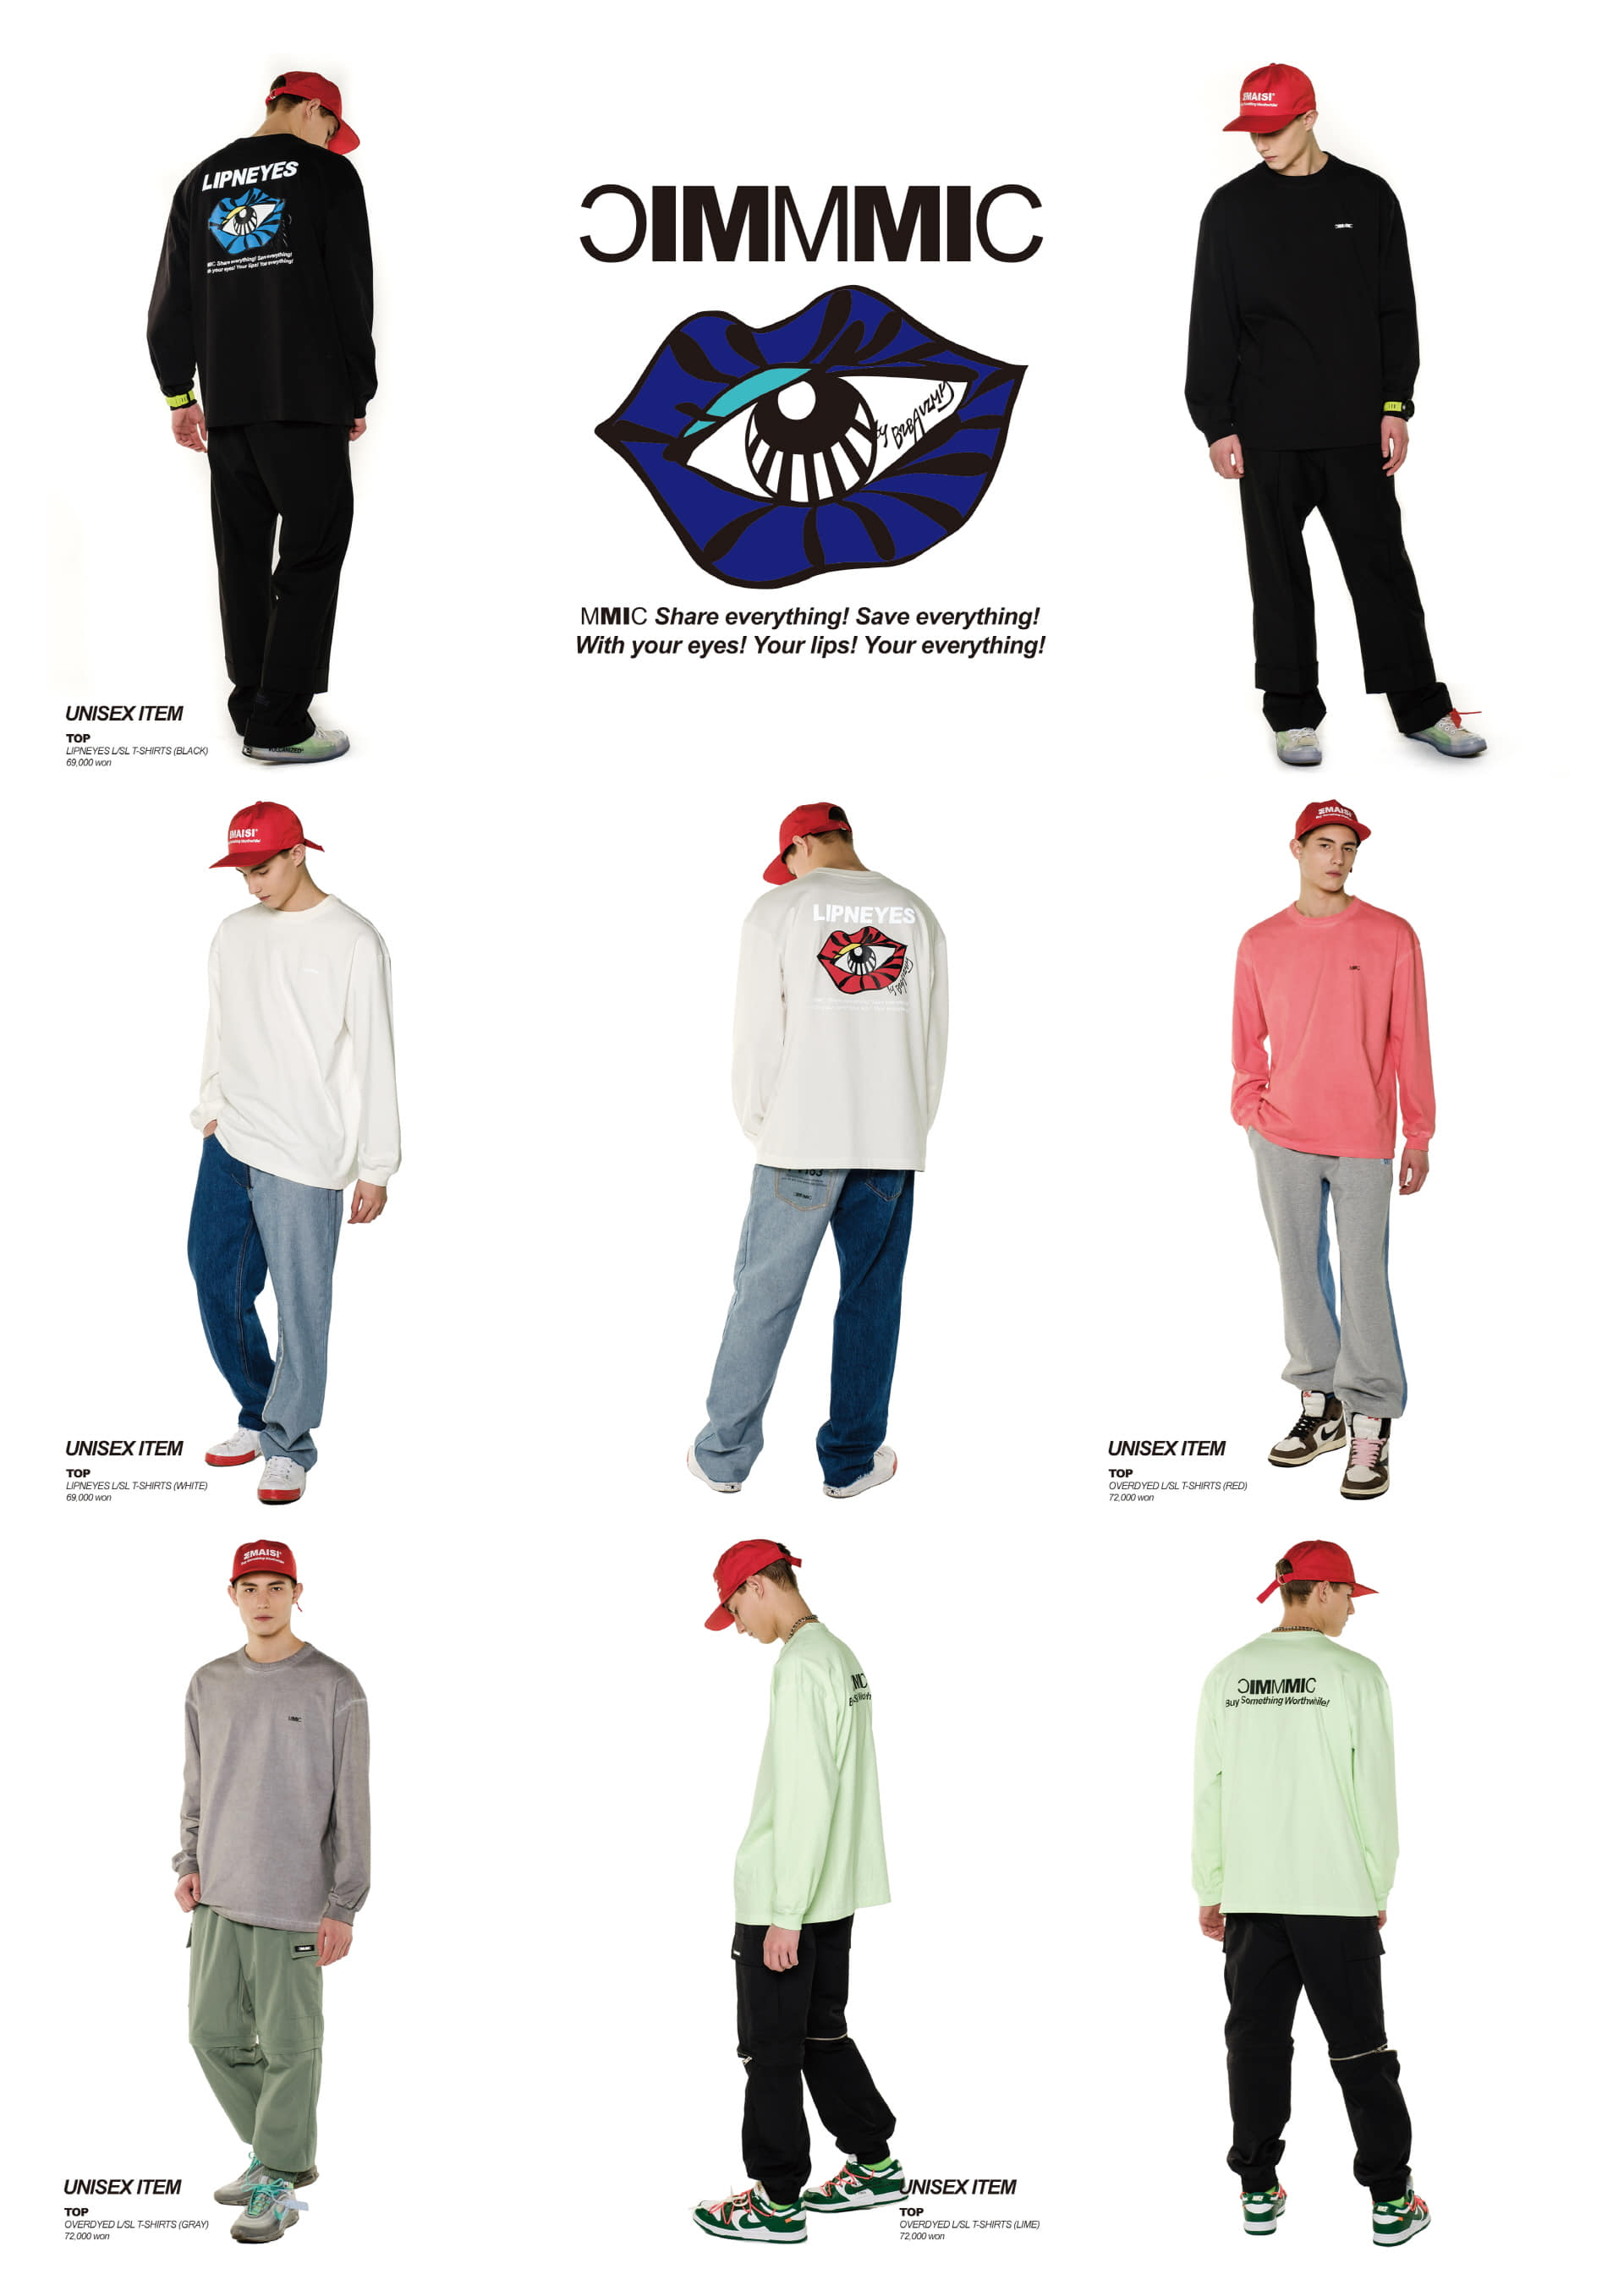 LIPNEYES
MMIC Share everything! Save everything!
With your eyes! Your lips! Your everything!
UNISEX ITEM
TOP
LIPNEYES L/SL T-SHIRTS (BLACK)
69,000 won
UNISEX ITEM
TOP
LIPNEYES L/SL T-SHIRTS (WHITE)
69,000 won
LIPNEYES
UNISEX ITEM
TOP
OVERDYED L/SL T-SHIRTS (RED)
72,000 won
UNISEX ITEM
TOP
OVERDYED L/SL T-SHIRTS (GRAY)
72,000 won
UNISEX ITEM
TOP
OVERDYED L/SL T-SHIRTS (LIME)
72,000 won
ƆIMMMIC
Buy Something Worthwhile!